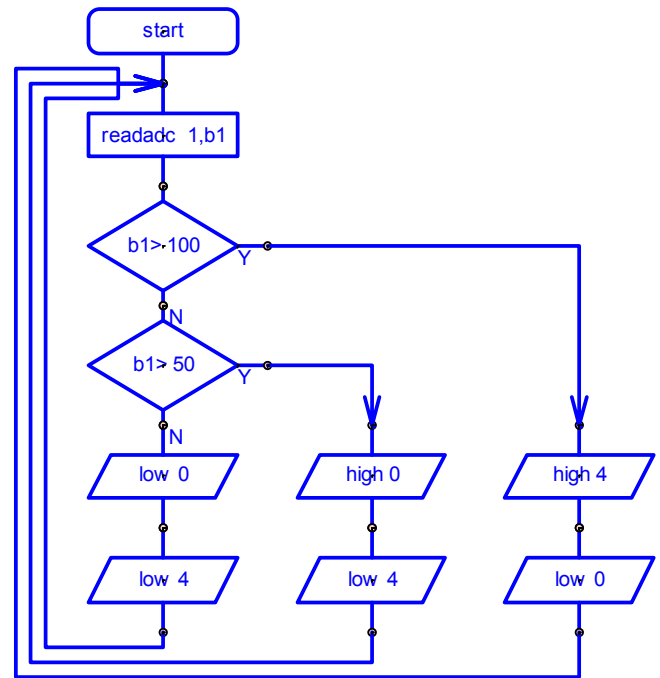 start
readadc 1,b1
b1> 100
Y
N
b1> 50
Y
N
low 0
high 0
high 4
low 4
low 4
low 0